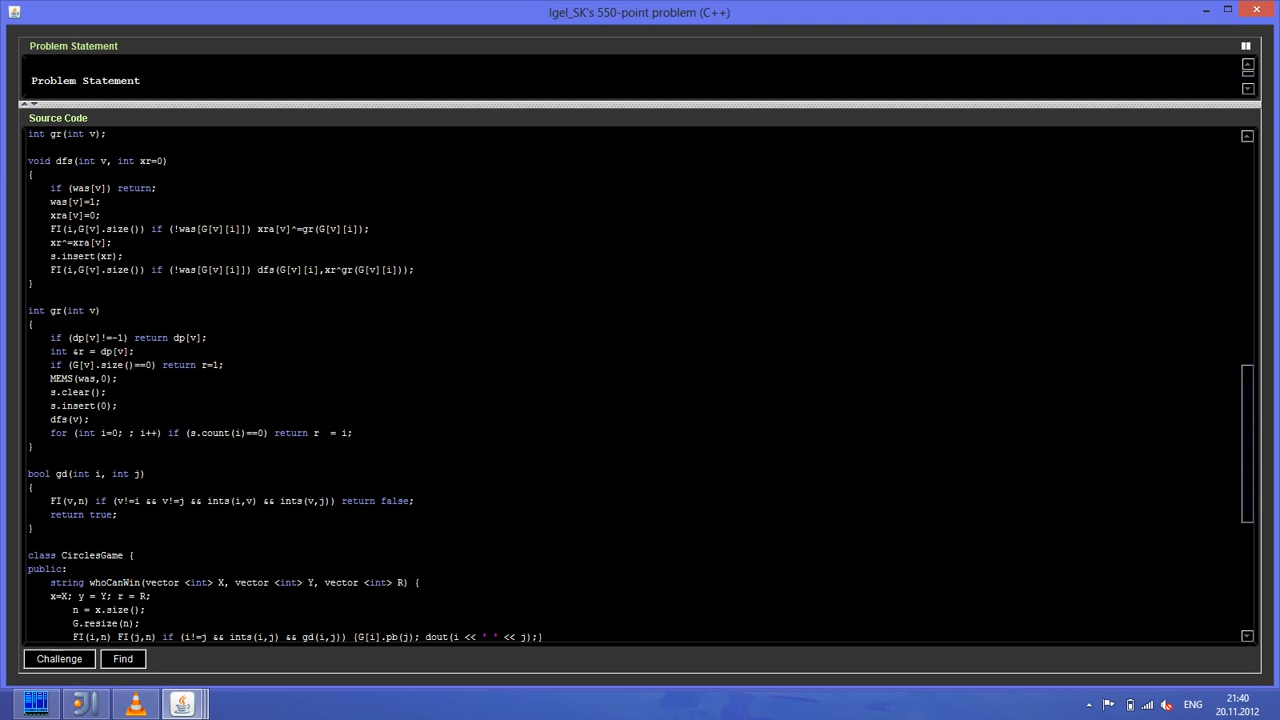 Igel_SK's 550-point problem (C++)
Problem Statement
Problem Statement
Source Code
int gr(int v);
void dfs(int v, int xr=0)
{
if (was[v]) return;
was[v]=1;
xra[v]=0;
FI(i,G[v].size()) if (!was[G[v][i]]) xra[v]^=gr(G[v][i]);
xr^=xra[v];
s.insert(xr);
FI(i,G[v].size()) if (!was[G[v][i]]) dfs(G[v][i],xr^gr(G[v][i]));
}
int gr(int v)
{
if (dp[v]!=-1) return dp[v];
int &r = dp[v];
if (G[v].size()==0) return r=1;
MEMS(was,0);
s.clear();
s.insert(0);
dfs(v);
for (int i=0; ; i++) if (s.count(i)==0) return r  = i;
}
bool gd(int i, int j)
{
FI(v,n) if (v!=i && v!=j && ints(i,v) && ints(v,j)) return false;
return true;
}
class CirclesGame {
public:
string whoCanWin(vector <int> X, vector <int> Y, vector <int> R) {
x=X; y = Y; r = R;
n = x.size();
G.resize(n);
FI(i,n) FI(j,n) if (i!=j && ints(i,j) && gd(i,j)) {G[i].pb(j); dout(i << ' ' << j);}
Challenge
Find
ENG
21:40
20.11.2012